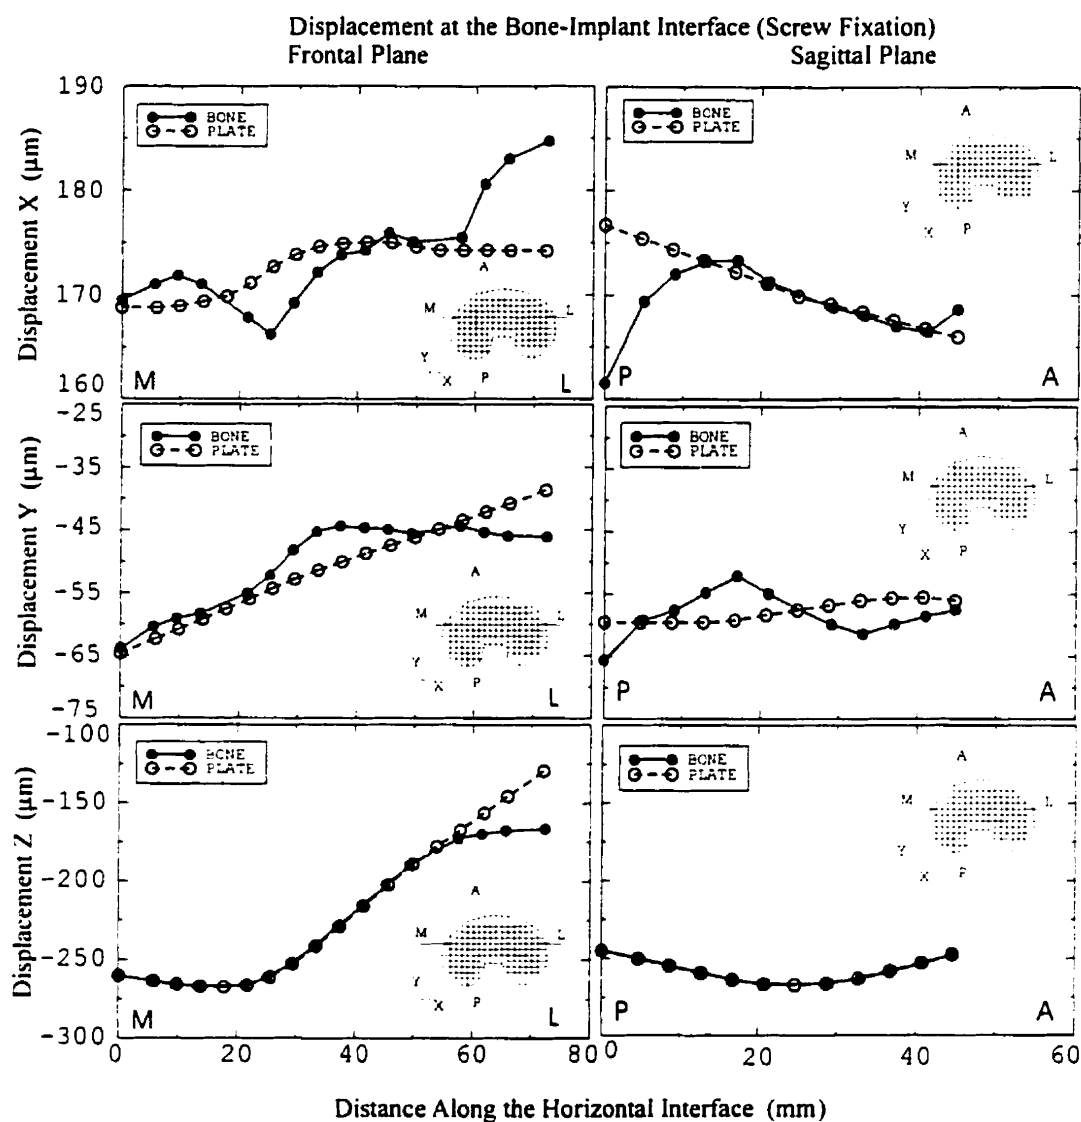 Displacement at the Bone-Implant Interface (Screw Fixation)
Frontal Plane
Sagittal Plane
190
180
170
160
Displacement X (µm)
BONE
PLATE
A
M
L
Y
X
P
M
L
BONE
PLATE
A
M
L
Y
X
P
P
A
-25
-35
-45
-55
-65
-75
Displacement Y (µm)
BONE
PLATE
A
M
L
Y
X
P
M
L
BONE
PLATE
A
M
L
Y
X
P
P
A
-100
-150
-200
-250
-300
Displacement Z (µm)
BONE
PLATE
A
M
L
Y
X
P
M
L
BONE
PLATE
A
M
L
Y
X
P
P
A
0 20 40 60 80
0 20 40 60
Distance Along the Horizontal Interface (mm)